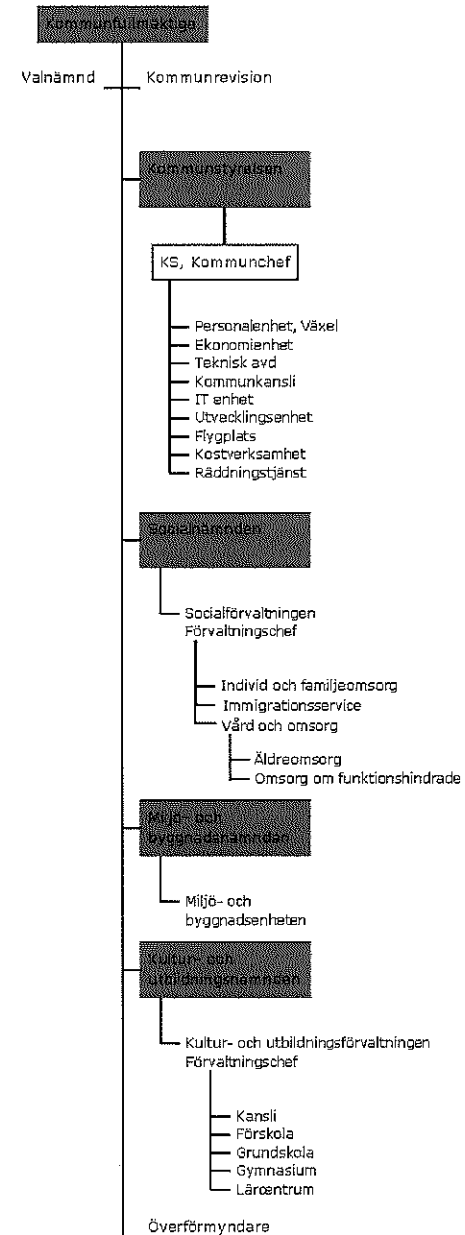 Kommunfullmäktige
Valnämnd Kommunrevision
Kommunstyrelsen
KS, Kommunchef
Personalenhet, Växel
Ekonomienhet
Teknisk avd
Kommunkansli
IT enhet
Utvecklingsenhet
Flygplats
Kostverksamhet
Räddningstjänst
Socialnämnden
Socialförvaltningen
Förvaltningschef
Individ och familjeomsorg
Immigrationsservice
Vård och omsorg
Äldreomsorg
Omsorg om funktionshindrade
Miljö- och
byggnadsnämnden
Miljö- och
byggnadsenheten
Kultur- och
utbildningsnämnden
Kultur- och utbildningsförvaltningen
Förvaltningschef
Kansli
Förskola
Grundskola
Gymnasium
Lärcentrum
Överförmyndare